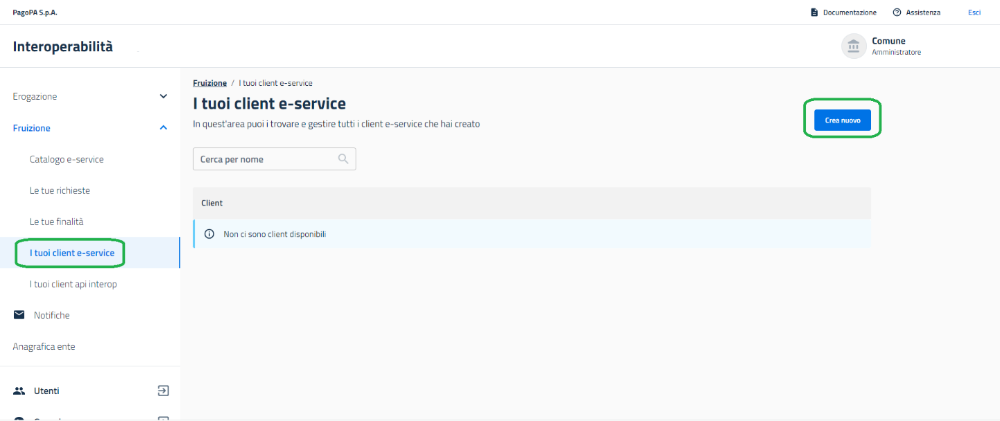 PagoPA S.p.A.
Documentazione
Assistenza
Esci
Interoperabilità
Comune
Amministratore
Erogazione
Fruizione
Catalogo e-service
Le tue richieste
Le tue finalità
I tuoi client e-service
I tuoi client api interop
Notifiche
Anagrafica ente
Utenti
Fruizione / I tuoi client e-service
I tuoi client e-service
In quest'area puoi i trovare e gestire tutti i client e-service che hai creato
Crea nuovo
Cerca per nome
Client
Non ci sono client disponibili